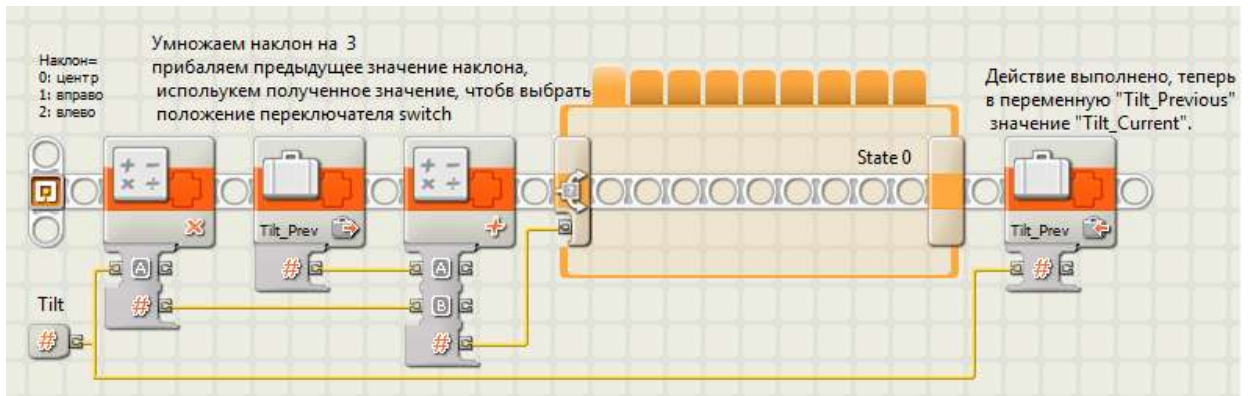 Наклон=
0: центр
1: вправо
2: влево
Умножаем наклон на 3
прибаляем предыдущее значение наклона,
испольукем полученное значение, чтобв выбрать
положение переключателя switch
Действие выполнено, теперь
в переменную "Tilt_Previous"
значение "Tilt_Current".
State 0
Tilt_Prev
Tilt_Prev
A
#
A
#
#
B
#
Tilt
#